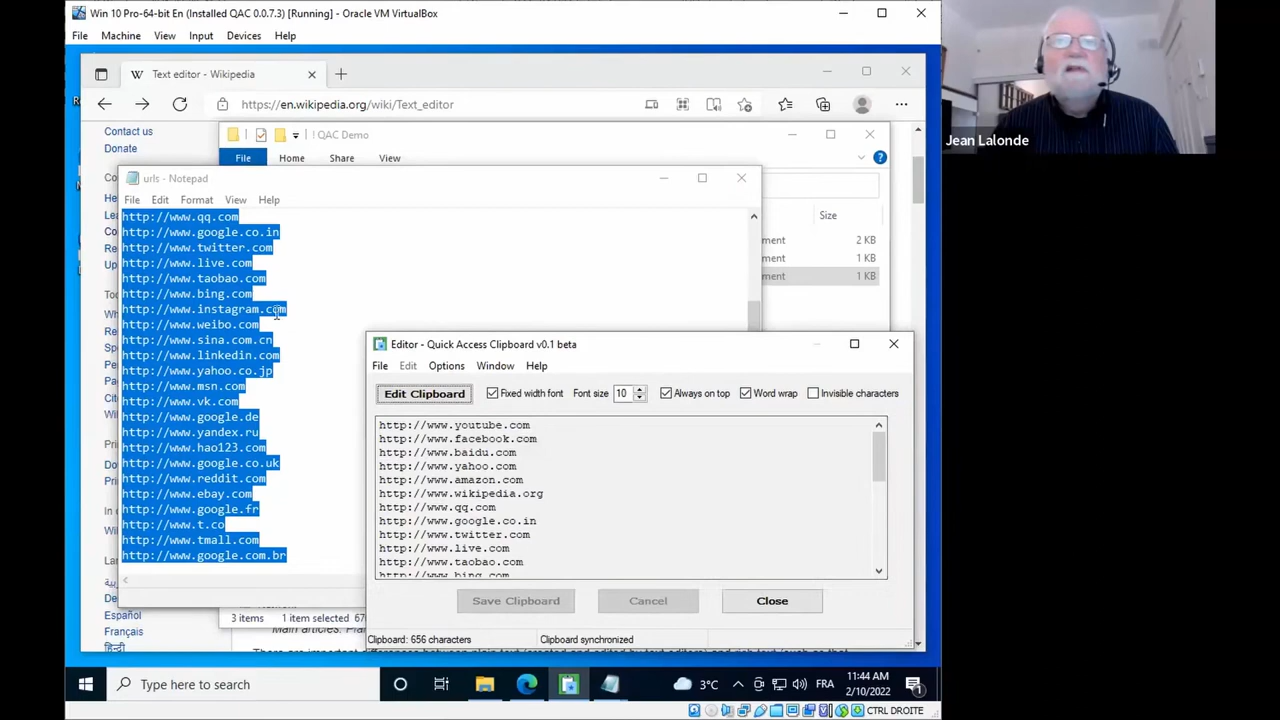 Win 10 Pro-64-bit En (Installed QAC 0.0.7.3) [Running] - Oracle VM VirtualBox
File Machine View Input Devices Help
Text editor - Wikipedia
https://en.wikipedia.org/wiki/Text_editor
Contact us
Donate
! QAC Demo
File Home Share View
Size
ment 2 KB
ment 1 KB
ment 1 KB
urls - Notepad
File Edit Format View Help
http://www.qq.com
http://www.google.co.in
http://www.twitter.com
http://www.live.com
http://www.taobao.com
http://www.bing.com
http://www.instagram.com
http://www.weibo.com
http://www.sina.com.cn
http://www.linkedin.com
http://www.yahoo.co.jp
http://www.msn.com
http://www.vk.com
http://www.google.de
http://www.yandex.ru
http://www.hao123.com
http://www.google.co.uk
http://www.reddit.com
http://www.ebay.com
http://www.google.fr
http://www.t.co
http://www.tmall.com
http://www.google.com.br
Editor - Quick Access Clipboard v0.1 beta
File Edit Options Window Help
Edit Clipboard Fixed width font Font size 10 Always on top Word wrap Invisible characters
http://www.youtube.com
http://www.facebook.com
http://www.baidu.com
http://www.yahoo.com
http://www.amazon.com
http://www.wikipedia.org
http://www.qq.com
http://www.google.co.in
http://www.twitter.com
http://www.live.com
http://www.taobao.com
http://www.bing.com
Save Clipboard Cancel Close
Clipboard: 656 characters Clipboard synchronized
3 items 1 item selected
Español
Français
हिन्दी
Type here to search
3°C FRA 11:44 AM
2/10/2022
CTRL DROITE
Jean Lalonde